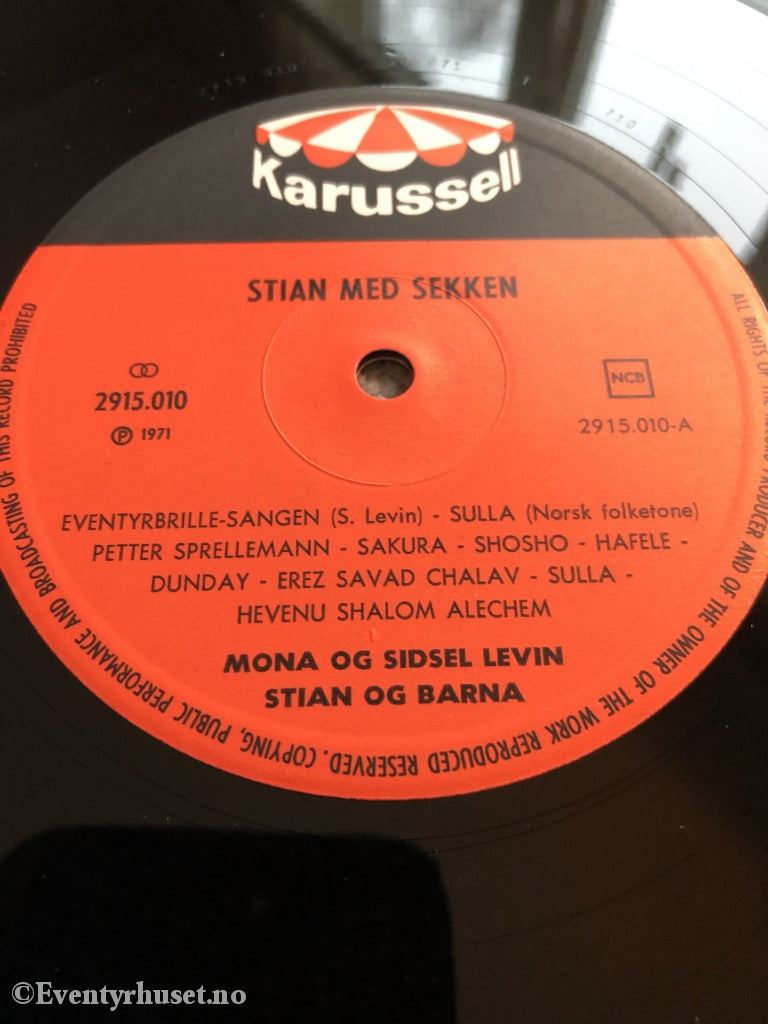 Karussell
STIAN MED SEKKEN
2915.010
℗ 1971
NCB
2915.010-A
EVENTYRBRILLE-SANGEN (S. Levin) - SULLA (Norsk folketone)
PETTER SPRELLEMANN - SAKURA - SHOSHO - HAFELE -
DUNDAY - EREZ SAVAD CHALAV - SULLA -
HEVENU SHALOM ALECHEM
MONA OG SIDSEL LEVIN
STIAN OG BARNA
ALL RIGHTS OF THE RECORD PRODUCER AND OF THE OWNER OF THE WORK REPRODUCED RESERVED. COPYING, PUBLIC PERFORMANCE AND BROADCASTING OF THIS RECORD PROHIBITED
©Eventyrhuset.no